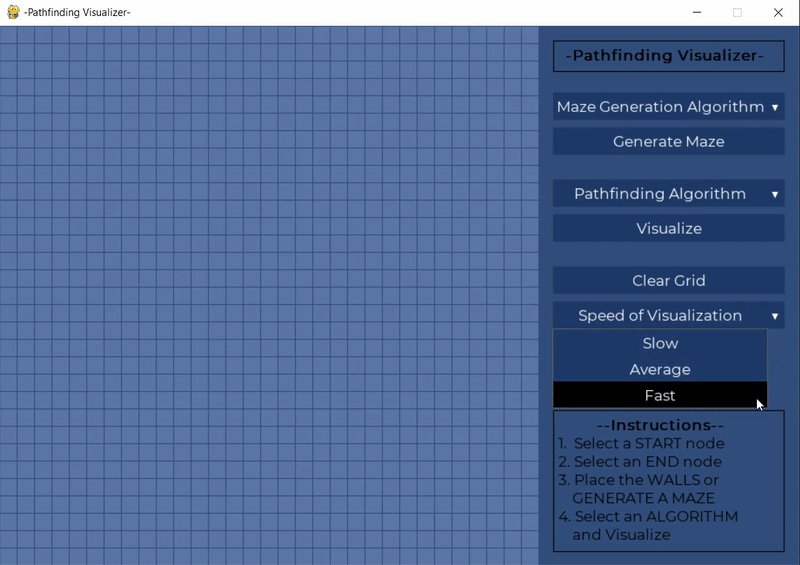 -Pathfinding Visualizer-
-Pathfinding Visualizer-
Maze Generation Algorithm ▼
Generate Maze
Pathfinding Algorithm ▼
Visualize
Clear Grid
Speed of Visualization ▼
Slow
Average
Fast
--Instructions--
1. Select a START node
2. Select an END node
3. Place the WALLS or
GENERATE A MAZE
4. Select an ALGORITHM
and Visualize